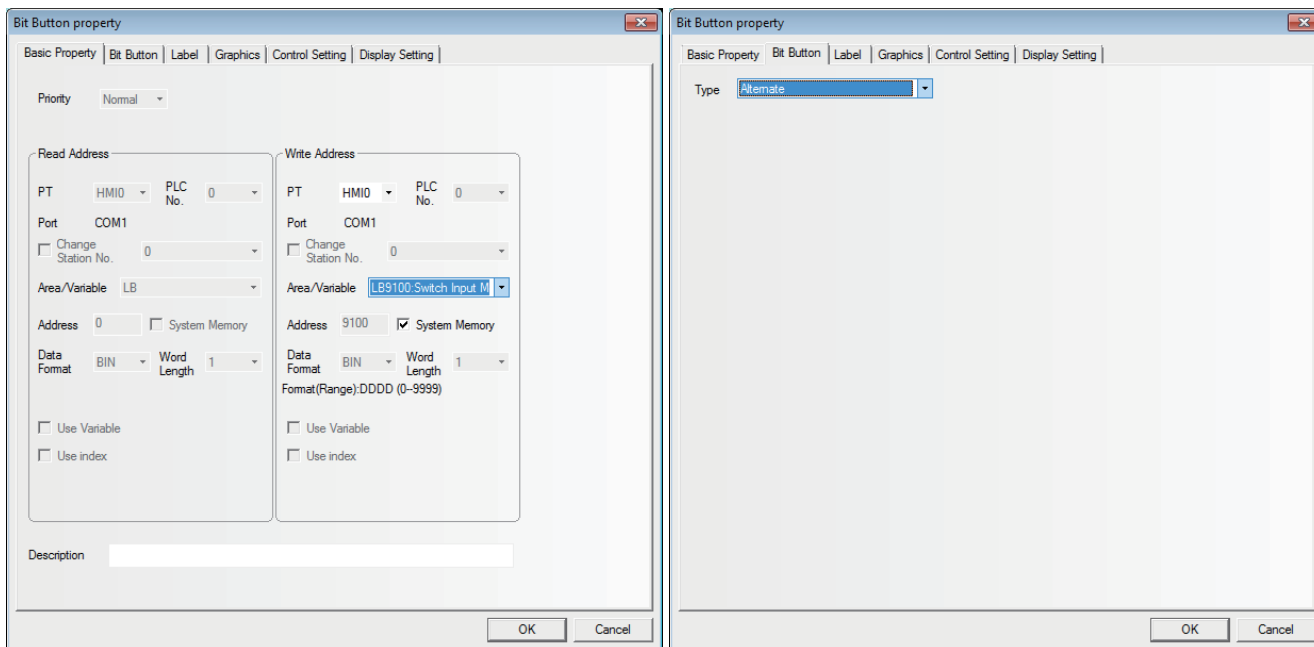 Bit Button property
Basic Property Bit Button Label Graphics Control Setting Display Setting
Priority Normal
Read Address
PT HMI0 PLC No. 0
Port COM1
Change Station No. 0
Area/Variable LB
Address 0 System Memory
Data Format BIN Word Length 1
Use Variable
Use index
Write Address
PT HMI0 PLC No. 0
Port COM1
Change Station No. 0
Area/Variable LB9100:Switch Input M
Address 9100 System Memory
Data Format BIN Word Length 1
Format(Range):DDDD (0--9999)
Use Variable
Use index
Description
OK Cancel
Bit Button property
Basic Property Bit Button Label Graphics Control Setting Display Setting
Type Alternate
OK Cancel